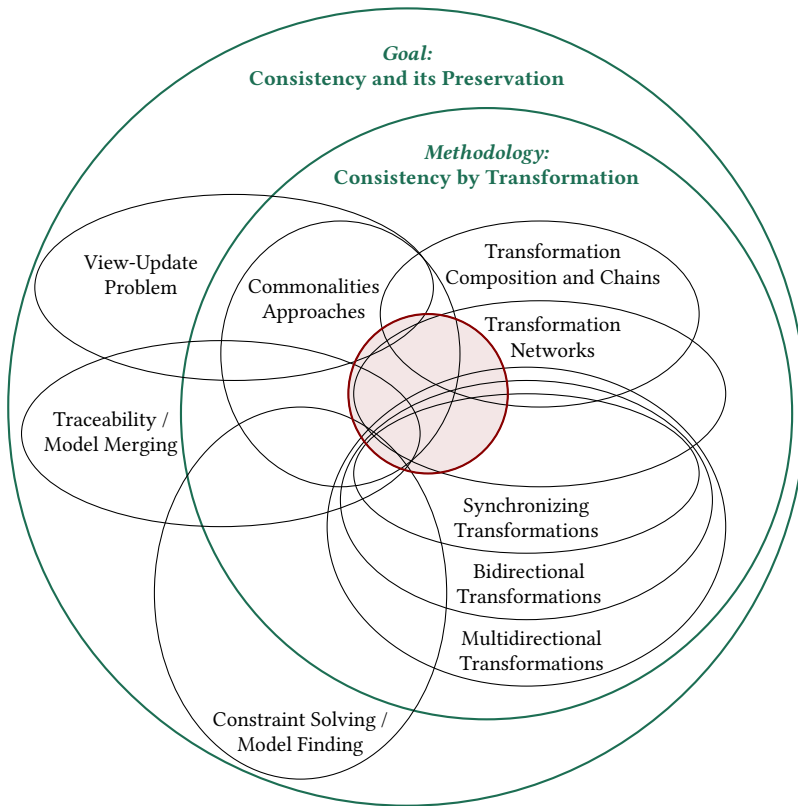 Goal:
Consistency and its Preservation
Methodology:
Consistency by Transformation
View-Update
Problem
Commonalities
Approaches
Transformation
Composition and Chains
Transformation
Networks
Traceability /
Model Merging
Synchronizing
Transformations
Bidirectional
Transformations
Multidirectional
Transformations
Constraint Solving /
Model Finding